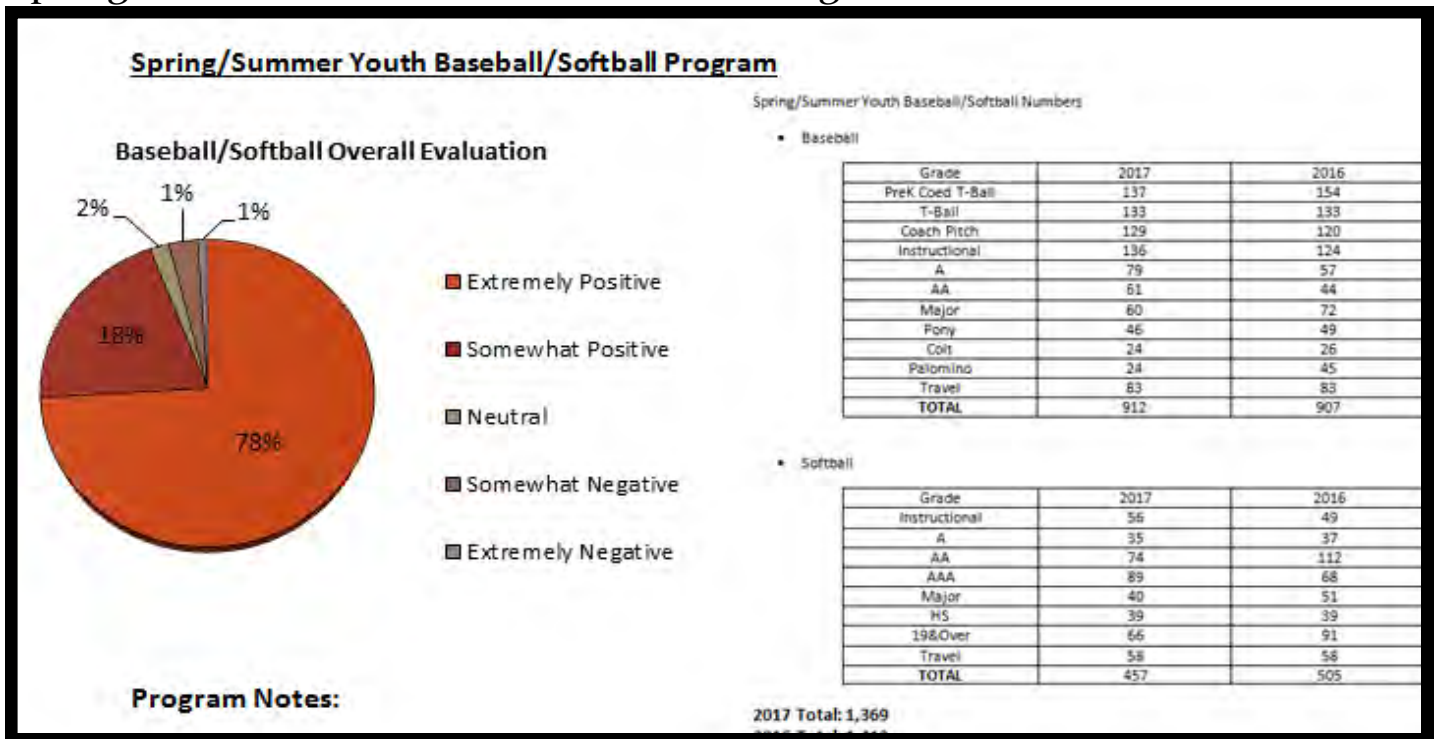 Spring/Summer Youth Baseball/Softball Program
Baseball/Softball Overall Evaluation
2%
1%
1%
18%
78%
Extremely Positive
Somewhat Positive
Neutral
Somewhat Negative
Extremely Negative
Program Notes:
Spring/Summer Youth Baseball/Softball Numbers
• Baseball
Grade 2017 2016
PreK Coed T-Ball 137 154
T-Ball 133 133
Coach Pitch 129 120
Instructional 136 124
A 79 57
AA 61 44
Major 60 72
Pony 46 49
Colt 24 26
Palomino 24 45
Travel 83 83
TOTAL 912 907
• Softball
Grade 2017 2016
Instructional 56 49
A 35 37
AA 74 112
AAA 89 68
Major 40 51
HS 39 39
19&Over 66 91
Travel 58 58
TOTAL 457 505
2017 Total: 1,369